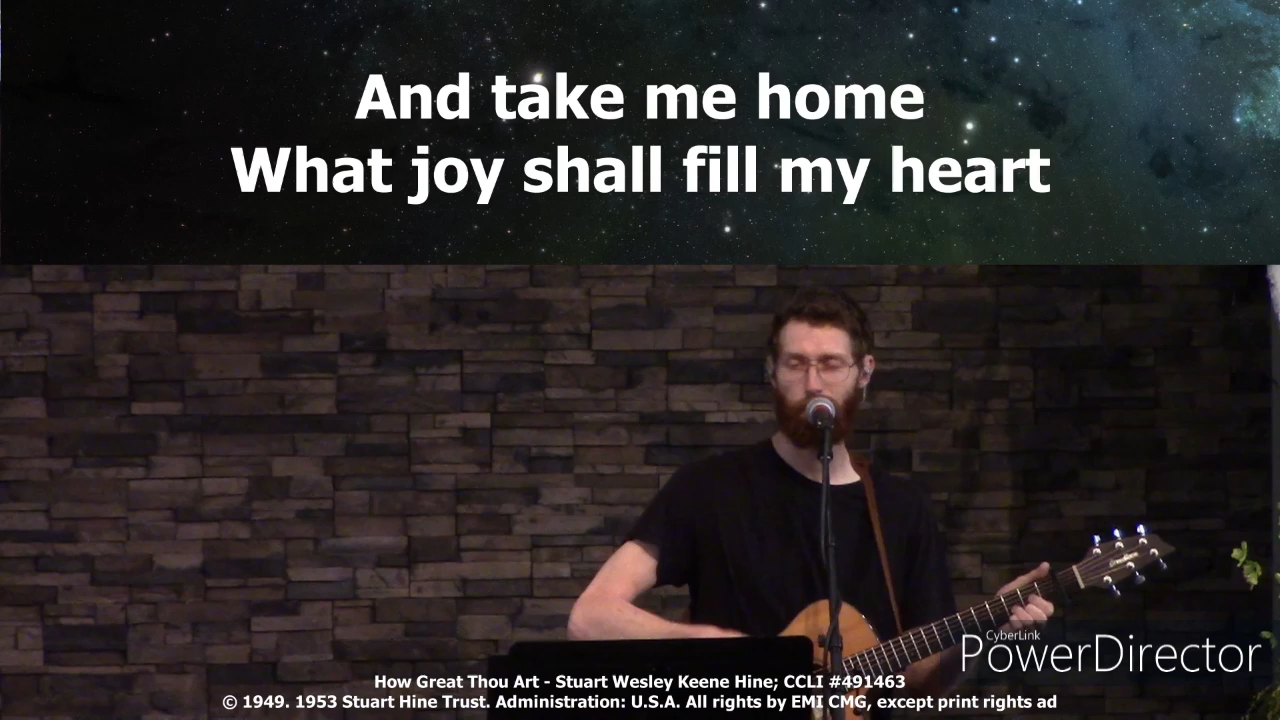 And take me home
What joy shall fill my heart
CyberLink
PowerDirector
How Great Thou Art - Stuart Wesley Keene Hine; CCLI #491463
© 1949. 1953 Stuart Hine Trust. Administration: U.S.A. All rights by EMI CMG, except print rights ad